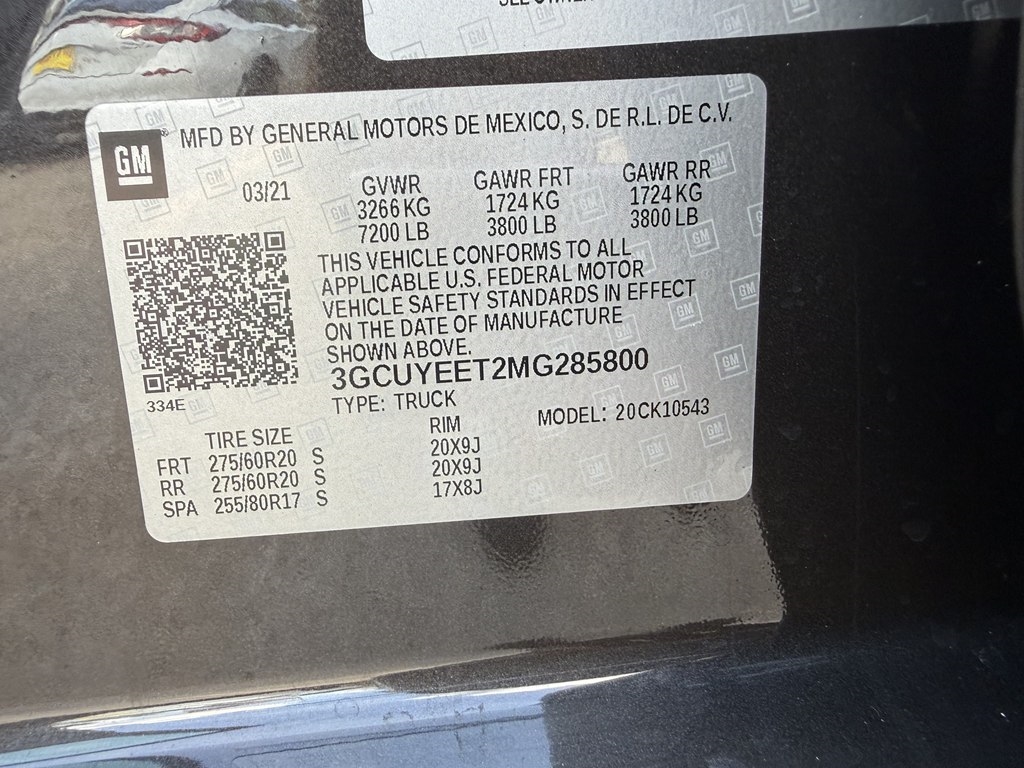 GM
MFD BY GENERAL MOTORS DE MEXICO, S. DE R.L. DE C.V.
03/21
GVWR GAWR FRT GAWR RR
3266 KG 1724 KG 1724 KG
7200 LB 3800 LB 3800 LB
THIS VEHICLE CONFORMS TO ALL
APPLICABLE U.S. FEDERAL MOTOR
VEHICLE SAFETY STANDARDS IN EFFECT
ON THE DATE OF MANUFACTURE
SHOWN ABOVE.
3GCUYEET2MG285800
334E
TYPE: TRUCK
MODEL: 20CK10543
TIRE SIZE RIM
FRT 275/60R20 S 20X9J
RR 275/60R20 S 20X9J
SPA 255/80R17 S 17X8J